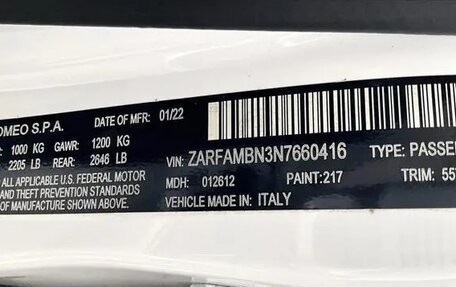 OMEO S.P.A. DATE OF MFR: 01/22
1000 KG GAWR: 1200 KG
2205 LB REAR: 2646 LB
ALL APPLICABLE U.S. FEDERAL MOTOR
AND THEFT PREVENTION STANDARDS
OF MANUFACTURE SHOWN ABOVE.
VIN: ZARFAMBN3N7660416 TYPE: PASSE
MDH: 012612 PAINT: 217 TRIM: 55
VEHICLE MADE IN: ITALY